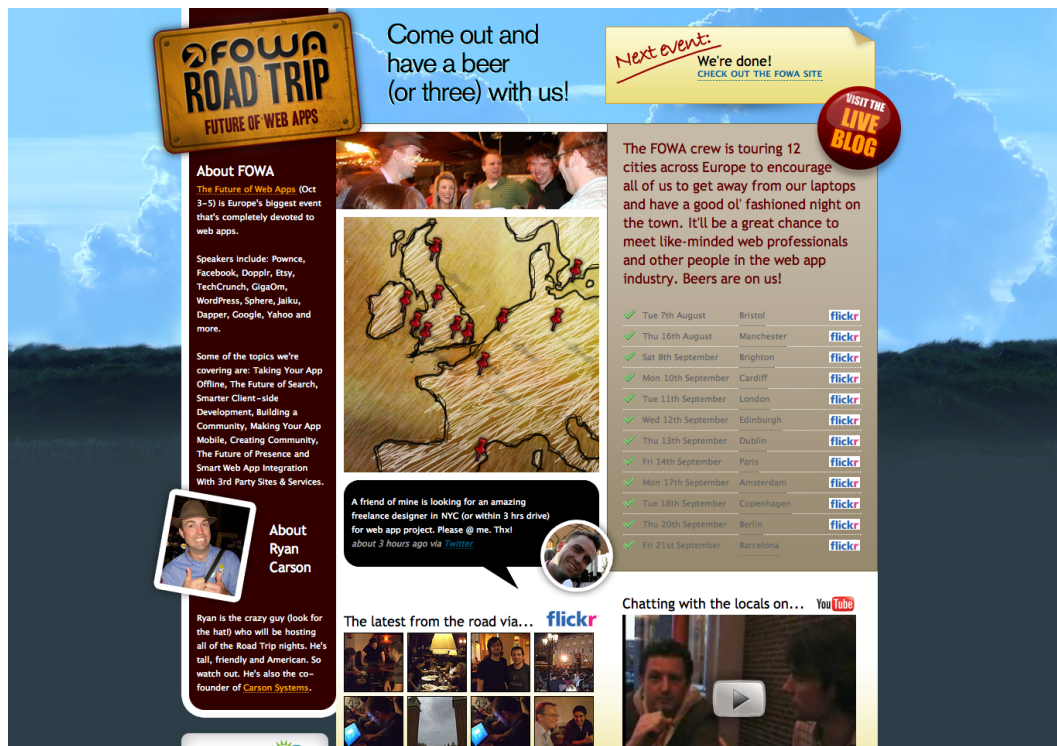 FOWA
ROAD TRIP
FUTURE OF WEB APPS
Come out and
have a beer
(or three) with us!
Next event:
We're done!
CHECK OUT THE FOWA SITE
VISIT THE
LIVE
BLOG
About FOWA
The Future of Web Apps (Oct
3-5) is Europe's biggest event
that's completely devoted to
web apps.
Speakers include: Pownce,
Facebook, Dopplr, Etsy,
TechCrunch, GigaOm,
WordPress, Sphere, Jaiku,
Dapper, Google, Yahoo and
more.
Some of the topics we're
covering are: Taking Your App
Offline, The Future of Search,
Smarter Client-side
Development, Building a
Community, Making Your App
Mobile, Creating Community,
The Future of Presence and
Smart Web App Integration
With 3rd Party Sites & Services.
About
Ryan
Carson
Ryan is the crazy guy (look for
the hat!) who will be hosting
all of the Road Trip nights. He's
tall, friendly and American. So
watch out. He's also the co-
founder of Carson Systems.
A friend of mine is looking for an amazing
freelance designer in NYC (or within 3 hrs drive)
for web app project. Please @ me. Thx!
about 3 hours ago via Twitter
The latest from the road via... flickr
The FOWA crew is touring 12
cities across Europe to encourage
all of us to get away from our laptops
and have a good ol' fashioned night on
the town. It'll be a great chance to
meet like-minded web professionals
and other people in the web app
industry. Beers are on us!
Tue 7th August Bristol flickr
Thu 16th August Manchester flickr
Sat 8th September Brighton flickr
Mon 10th September Cardiff flickr
Tue 11th September London flickr
Wed 12th September Edinburgh flickr
Thu 13th September Dublin flickr
Fri 14th September Paris flickr
Mon 17th September Amsterdam flickr
Tue 18th September Copenhagen flickr
Thu 20th September Berlin flickr
Fri 21st September Barcelona flickr
Chatting with the locals on... YouTube